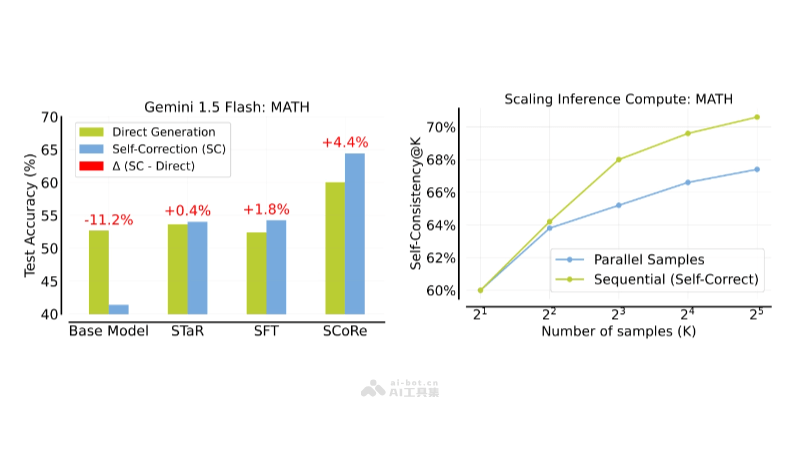 Gemini 1.5 Flash: MATH
Test Accuracy (%)
70
65
60
55
50
45
40
Direct Generation
Self-Correction (SC)
Δ (SC - Direct)
-11.2%
+0.4%
+1.8%
+4.4%
Base Model STaR SFT SCoRe
Scaling Inference Compute: MATH
Self-Consistency@K
70%
68%
66%
64%
62%
60%
Parallel Samples
Sequential (Self-Correct)
2¹ 2² 2³ 2⁴ 2⁵
Number of samples (K)
ai-bot.cn
AI工具集